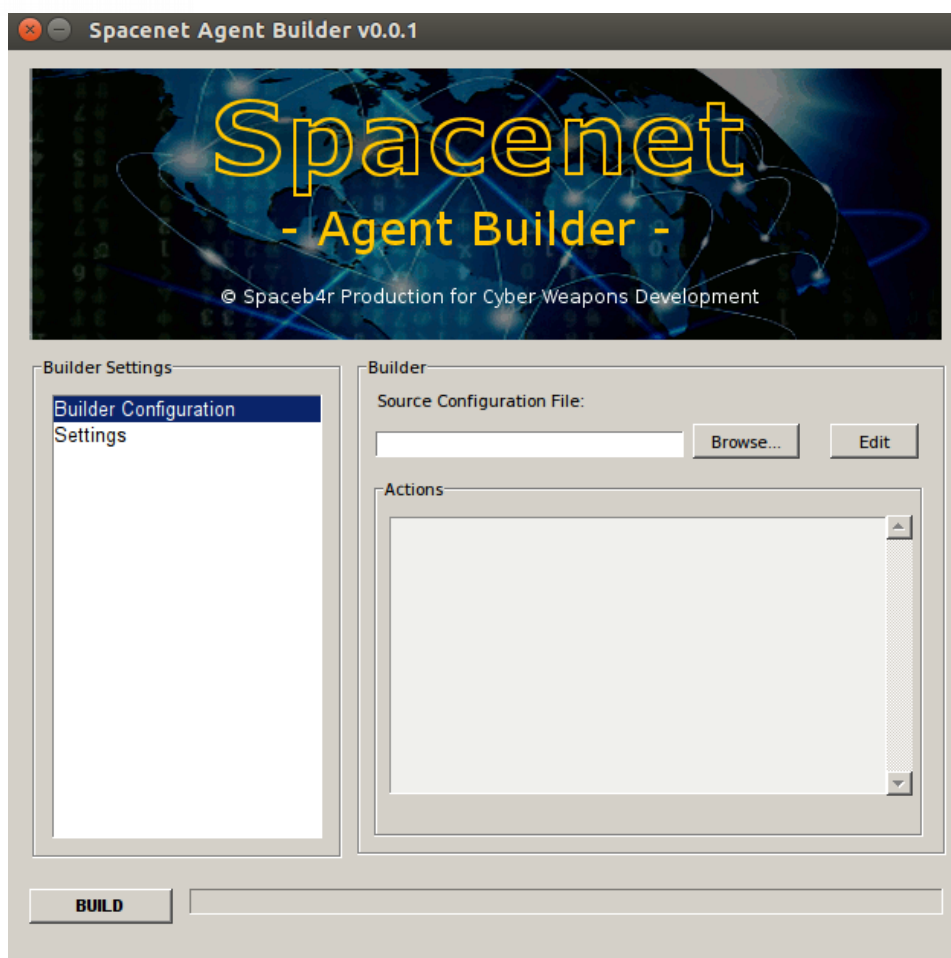 Spacenet Agent Builder v0.0.1
Spacenet
- Agent Builder -
© Spaceb4r Production for Cyber Weapons Development
Builder Settings
Builder Configuration
Settings
Builder
Source Configuration File:
Browse... Edit
Actions
BUILD